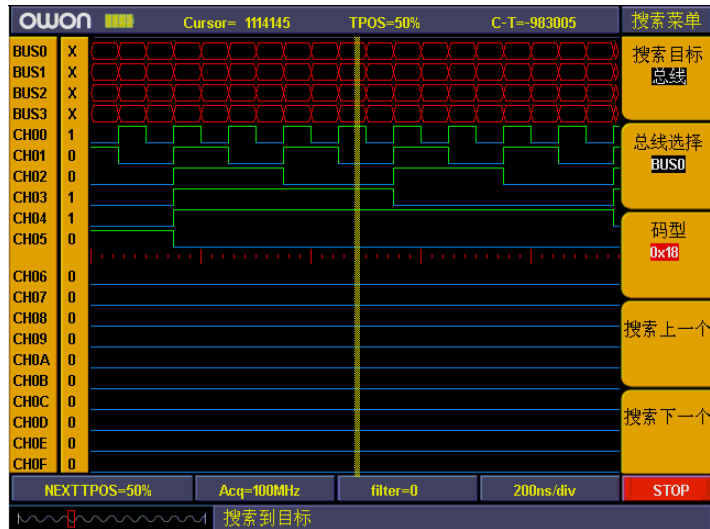 OWON Cursor= 1114145 TPOS=50% C-T=-983005 搜索菜单
BUS0 X
BUS1 X
BUS2 X
BUS3 X
CH00 1
CH01 0
CH02 0
CH03 1
CH04 1
CH05 0
CH06 0
CH07 0
CH08 0
CH09 0
CH0A 0
CH0B 0
CH0C 0
CH0D 0
CH0E 0
CH0F 0
搜索目标
总线
总线选择
BUS0
码型
0x18
搜索上一个
搜索下一个
NEXTTPOS=50% Acq=100MHz filter=0 200ns/div STOP
搜索到目标